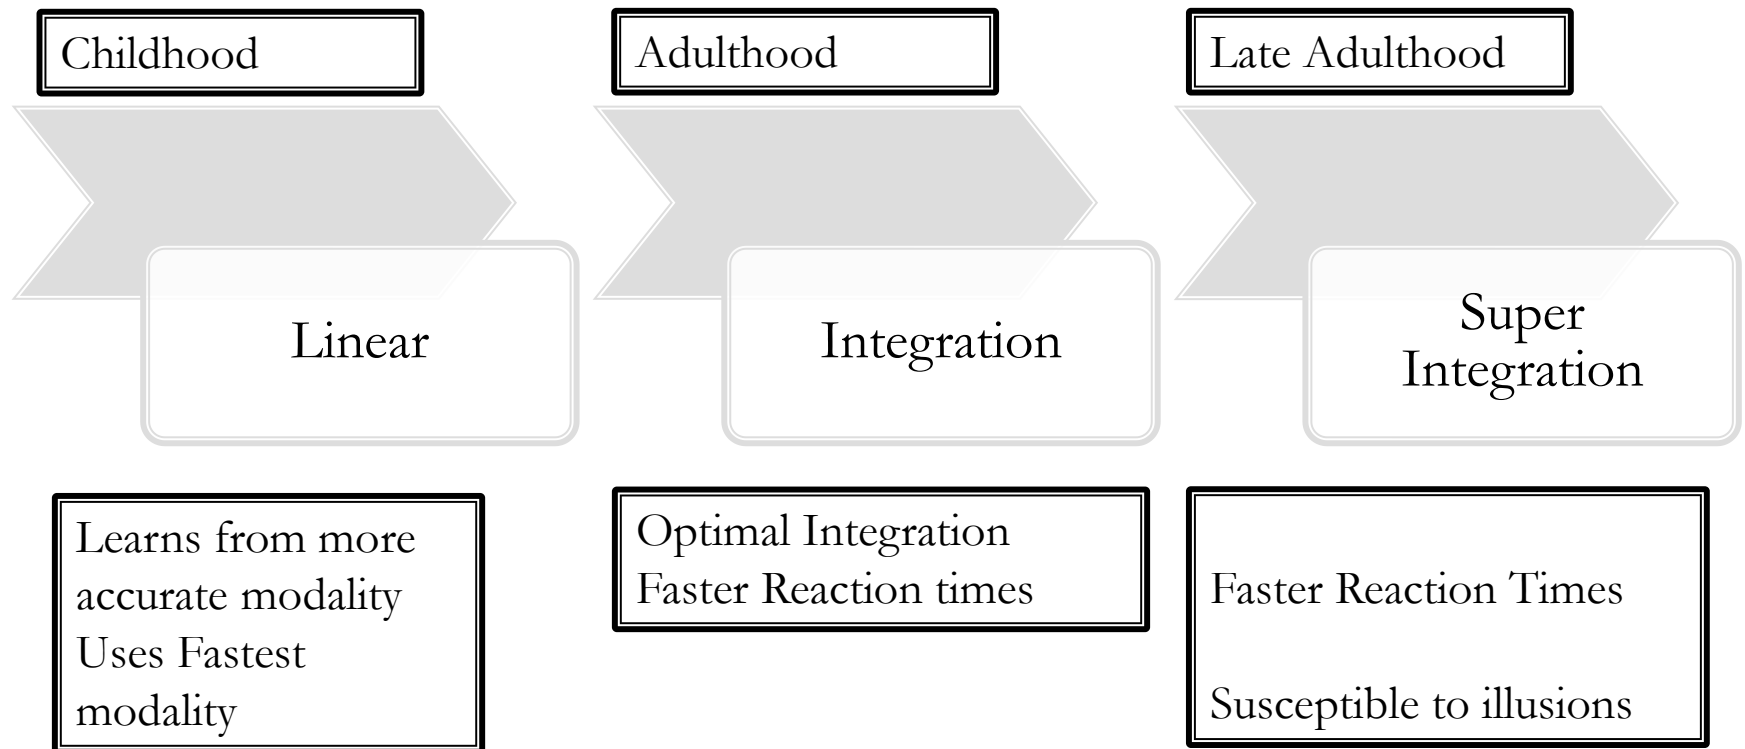 Childhood
Adulthood
Late Adulthood
Linear
Integration
Super
Integration
Learns from more
accurate modality
Uses Fastest
modality
Optimal Integration
Faster Reaction times
Faster Reaction Times
Susceptible to illusions